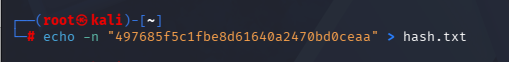 ┌──(root㉿kali)-[~]
└─# echo -n "497685f5c1fbe8d61640a2470bd0ceaa" > hash.txt